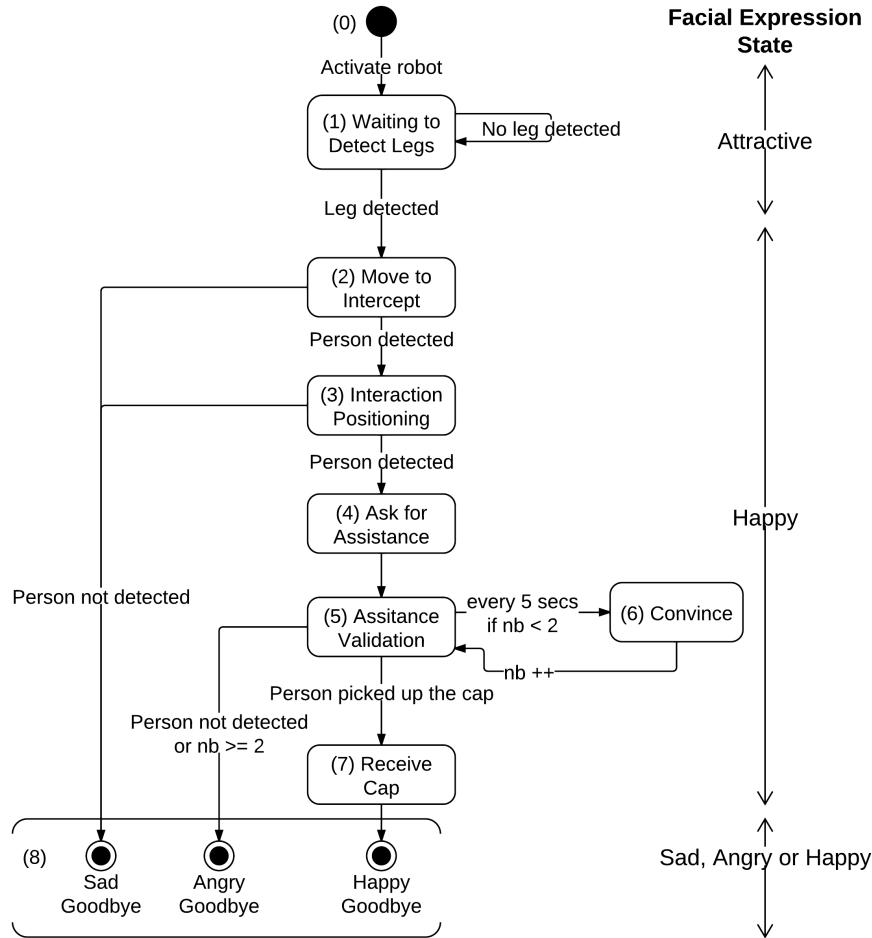 (0)
Facial Expression
State
Activate robot
(1) Waiting to
Detect Legs
No leg detected
Attractive
Leg detected
(2) Move to
Intercept
Person detected
(3) Interaction
Positioning
Person detected
(4) Ask for
Assistance
Happy
Person not detected
(5) Assitance
Validation
every 5 secs
if nb < 2
(6) Convince
nb ++
Person picked up the cap
Person not detected
or nb >= 2
(7) Receive
Cap
(8)
Sad
Goodbye
Angry
Goodbye
Happy
Goodbye
Sad, Angry or Happy